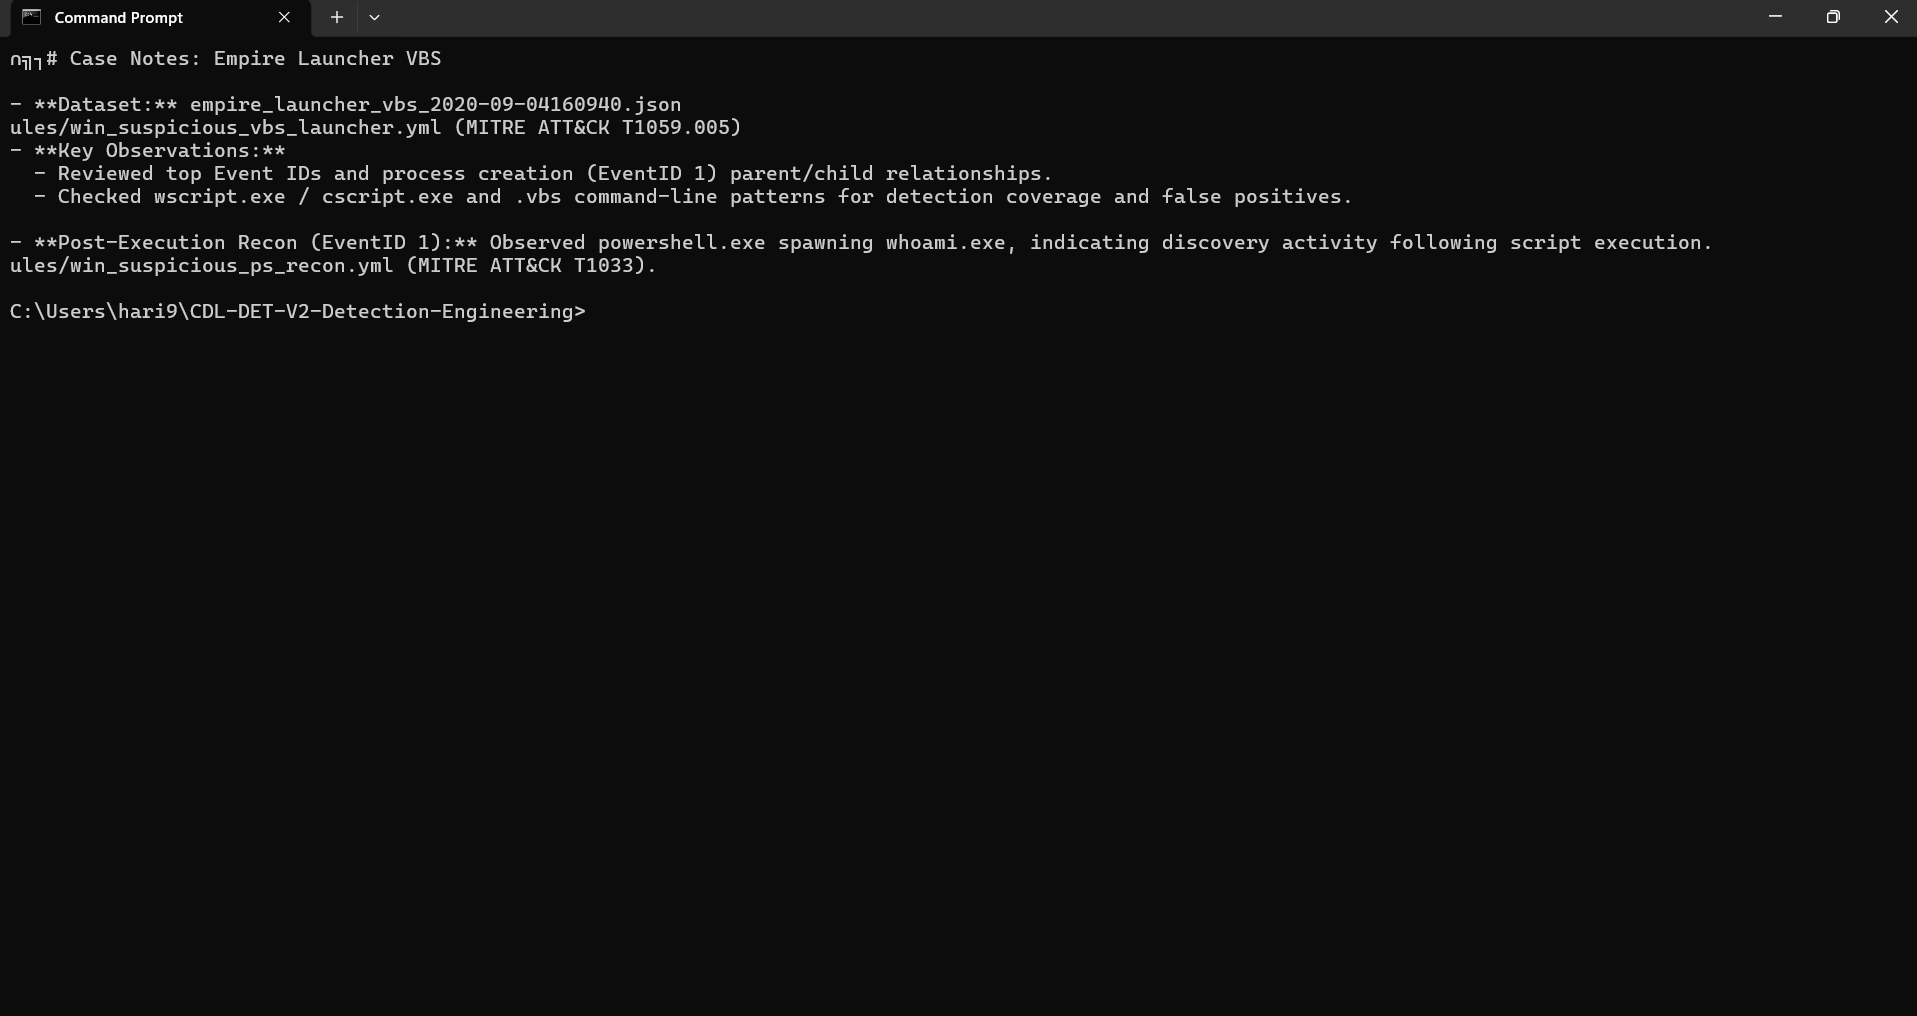 Command Prompt
∩╗┐# Case Notes: Empire Launcher VBS
- **Dataset:** empire_launcher_vbs_2020-09-04160940.json
ules/win_suspicious_vbs_launcher.yml (MITRE ATT&CK T1059.005)
- **Key Observations:**
  - Reviewed top Event IDs and process creation (EventID 1) parent/child relationships.
  - Checked wscript.exe / cscript.exe and .vbs command-line patterns for detection coverage and false positives.
- **Post-Execution Recon (EventID 1):** Observed powershell.exe spawning whoami.exe, indicating discovery activity following script execution.
ules/win_suspicious_ps_recon.yml (MITRE ATT&CK T1033).
C:\Users\hari9\CDL-DET-V2-Detection-Engineering>